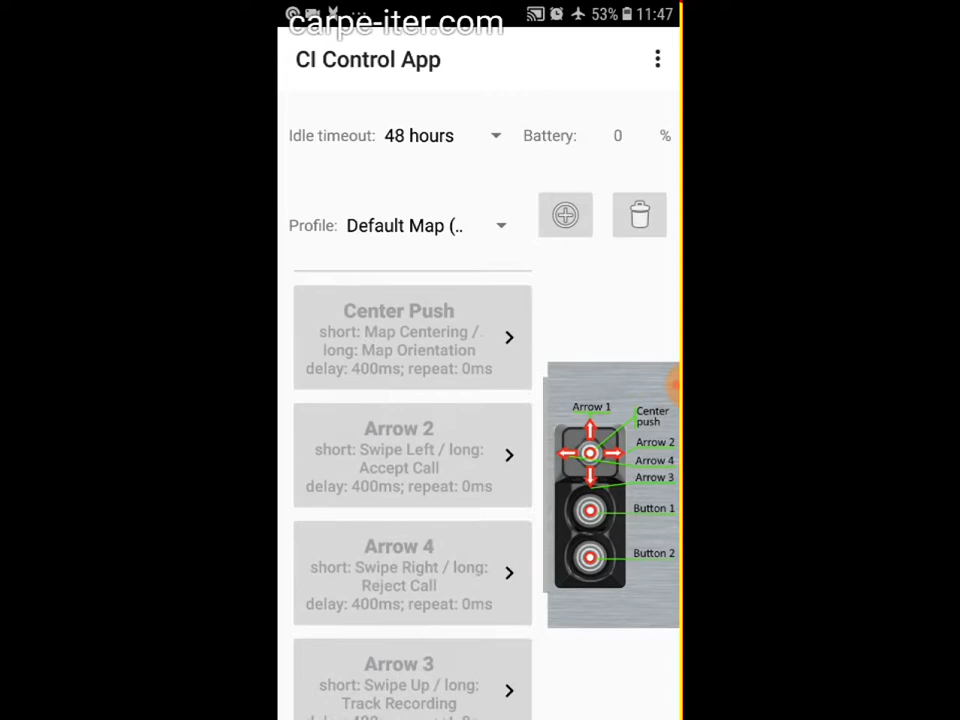 carpe-iter.com
53% 11:47
CI Control App
Idle timeout: 48 hours Battery: 0 %
Profile: Default Map (..
Center Push
short: Map Centering /
long: Map Orientation
delay: 400ms; repeat: 0ms
Arrow 2
short: Swipe Left / long:
Accept Call
delay: 400ms; repeat: 0ms
Arrow 4
short: Swipe Right / long:
Reject Call
delay: 400ms; repeat: 0ms
Arrow 3
short: Swipe Up / long:
Track Recording
Arrow 1
Center
push
Arrow 2
Arrow 4
Arrow 3
Button 1
Button 2